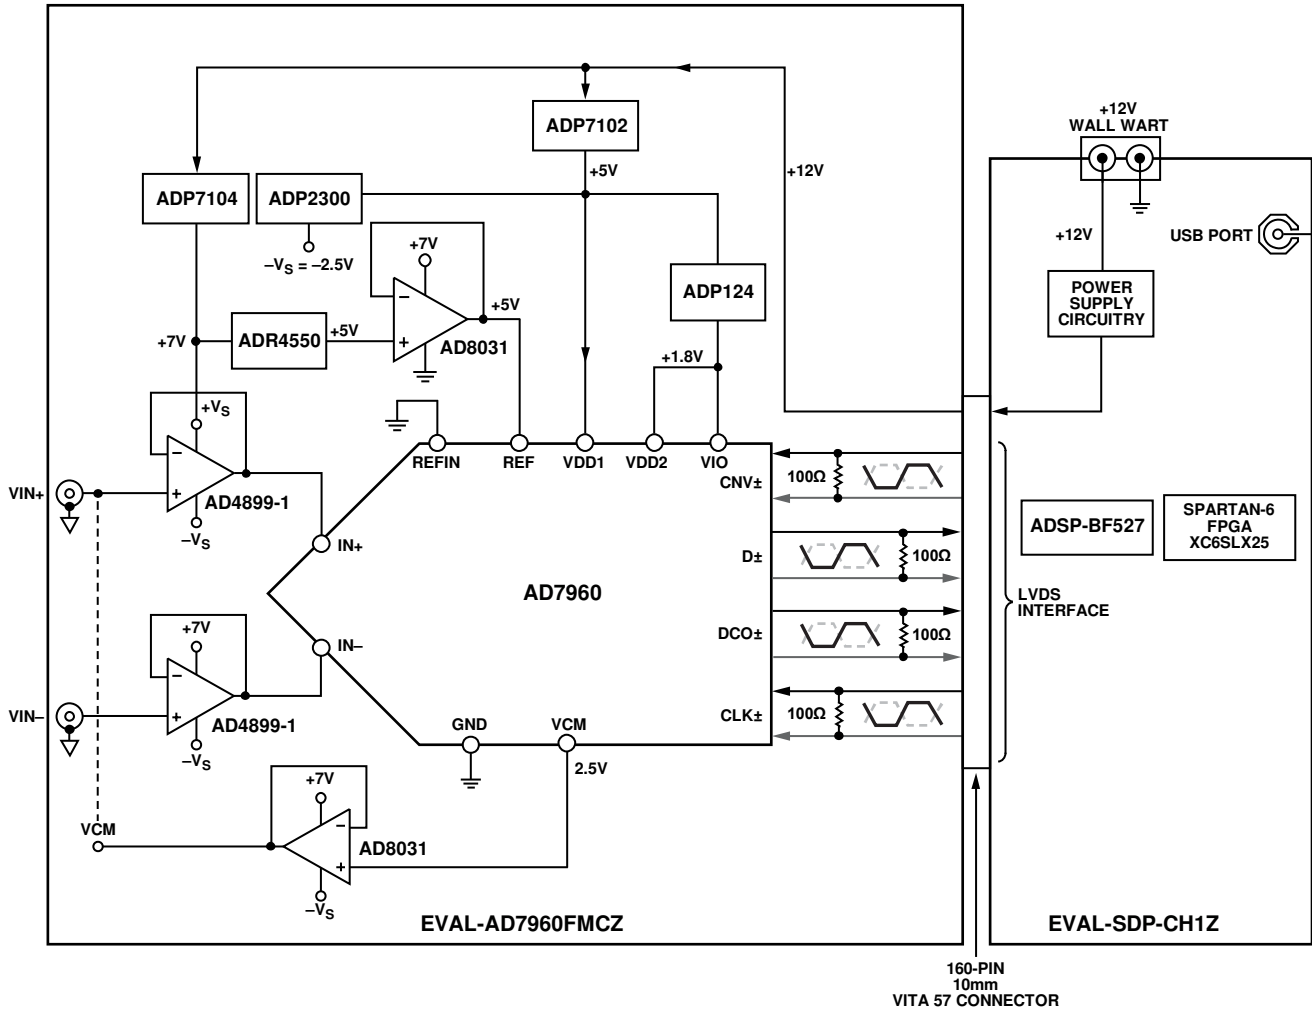 +12V
WALL WART
ADP7102
+5V
+12V
ADP7104
ADP2300
–VS = –2.5V
+12V
USB PORT
+7V
–
+
AD8031
+5V
ADP124
POWER
SUPPLY
CIRCUITRY
+7V
ADR4550
+5V
+1.8V
+VS
–
+
AD4899-1
–VS
VIN+
REFIN
REF
VDD1
VDD2
VIO
CNV±
100Ω
D±
100Ω
DCO±
100Ω
CLK±
100Ω
IN+
AD7960
IN–
ADSP-BF527
SPARTAN-6
FPGA
XC6SLX25
LVDS
INTERFACE
+7V
–
+
AD4899-1
–VS
VIN–
GND
VCM
2.5V
+7V
–
+
AD8031
–VS
VCM
EVAL-AD7960FMCZ
EVAL-SDP-CH1Z
160-PIN
10mm
VITA 57 CONNECTOR